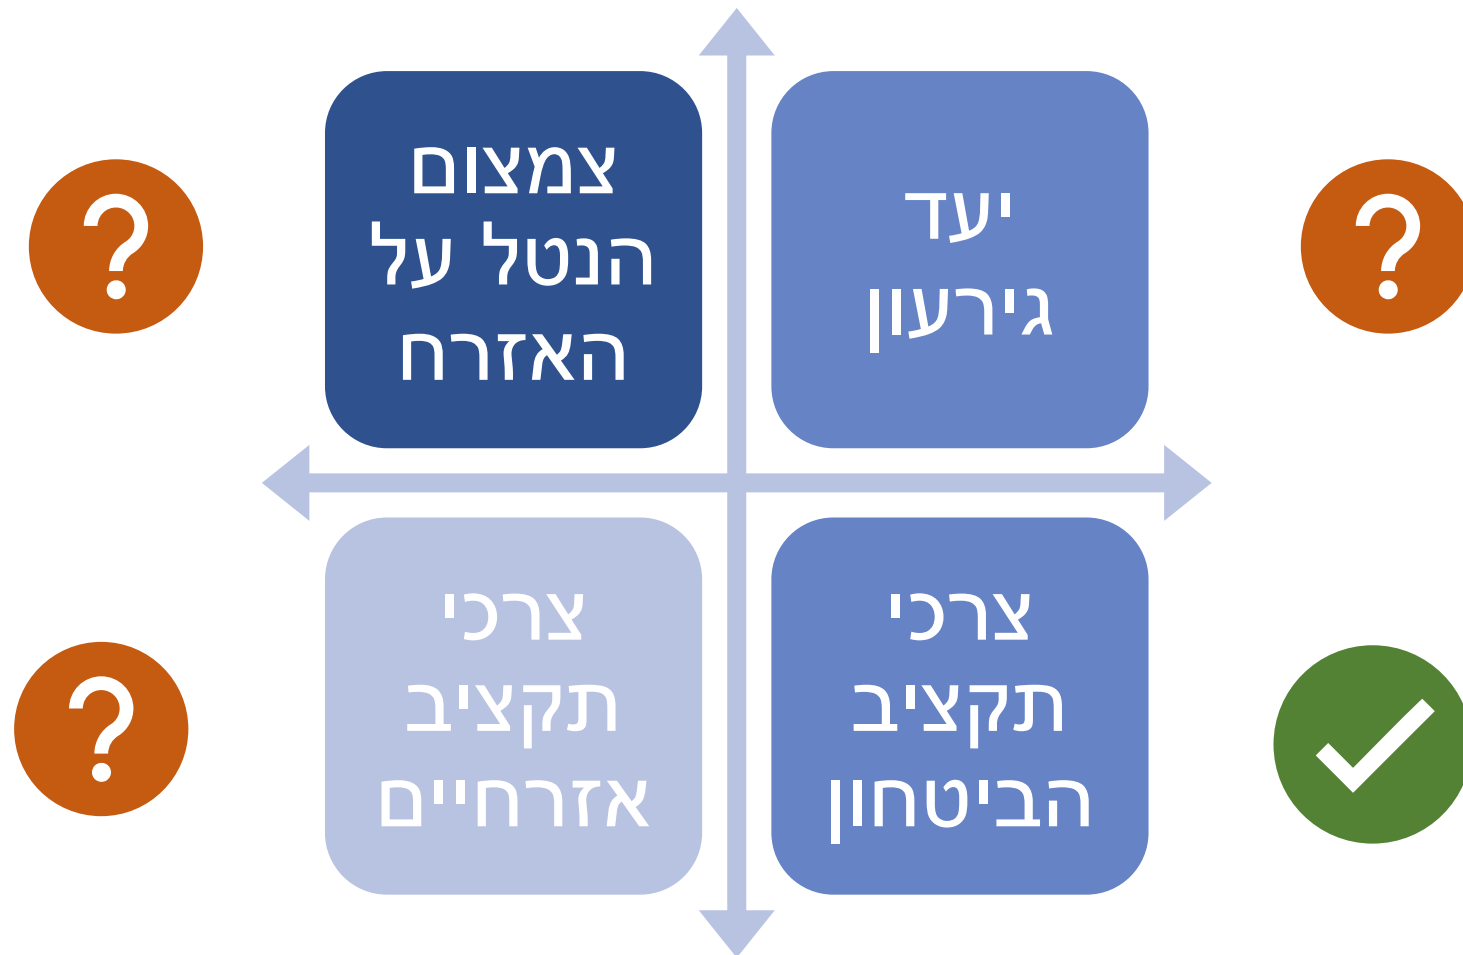 יעד
גירעון
צמצום
הנטל על
האזרח
צרכי
תקציב
הביטחון
צרכי
תקציב
אזרחיים